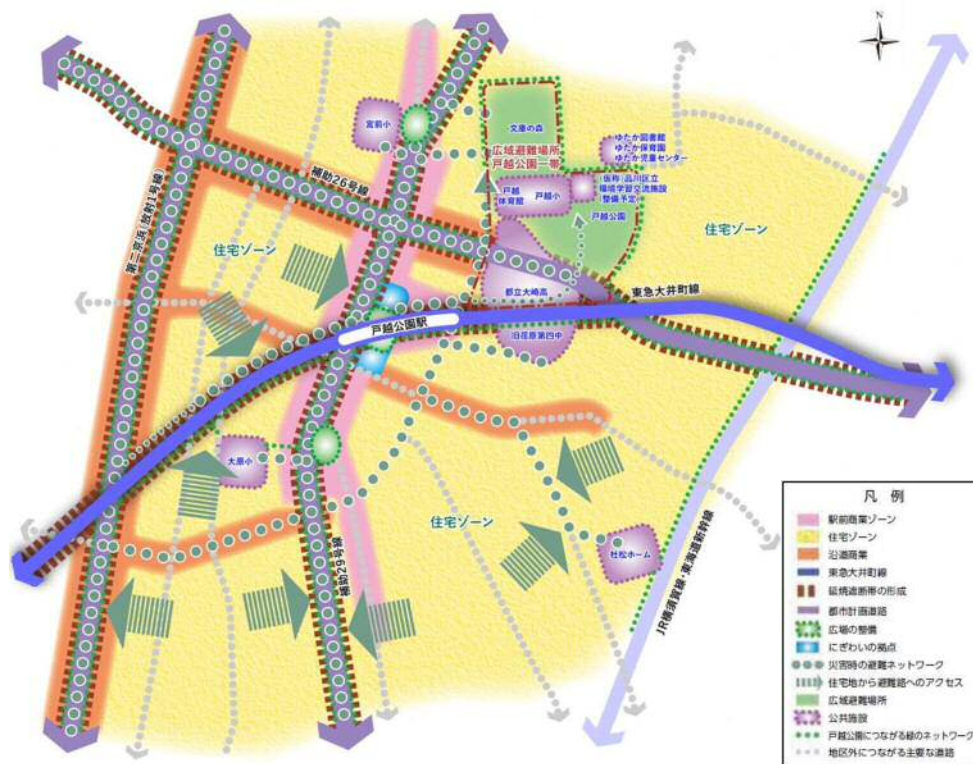 N
宮前小
文庫の森
広域避難場所
戸越公園一帯
ゆたか図書館
ゆたか保育園
ゆたか児童センター
戸越
体育館
戸越小
(仮称)品川区立
環境学習交流施設
整備予定
戸越公園
補助26号線
第二京浜(放射1号線)
住宅ゾーン
住宅ゾーン
都立大崎高
東急大井町線
戸越公園駅
旧荏原第四中
大原小
住宅ゾーン
補助29号線
杜松ホーム
JR横須賀線・東海道新幹線
凡例
駅前商業ゾーン
住宅ゾーン
沿道商業
東急大井町線
延焼遮断帯の形成
都市計画道路
広場の整備
にぎわいの拠点
災害時の避難ネットワーク
住宅地から避難路へのアクセス
広域避難場所
公共施設
戸越公園につながる緑のネットワーク
地区外につながる主要な道路